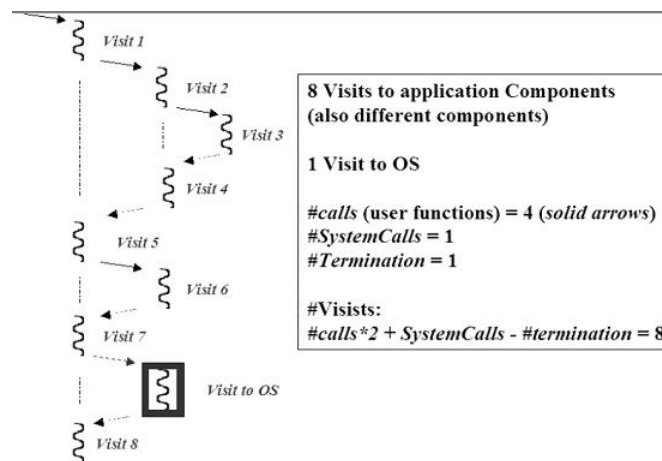 Visit 1
Visit 2
Visit 3
Visit 4
Visit 5
Visit 6
Visit 7
Visit to OS
Visit 8
8 Visits to application Components
(also different components)
1 Visit to OS
#calls (user functions) = 4 (solid arrows)
#SystemCalls = 1
#Termination = 1
#Visists:
#calls*2 + SystemCalls - #termination = 8